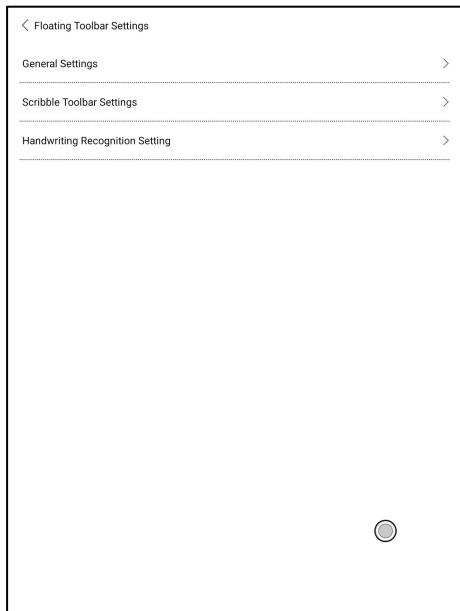 Floating Toolbar Settings
General Settings
Scribble Toolbar Settings
Handwriting Recognition Setting